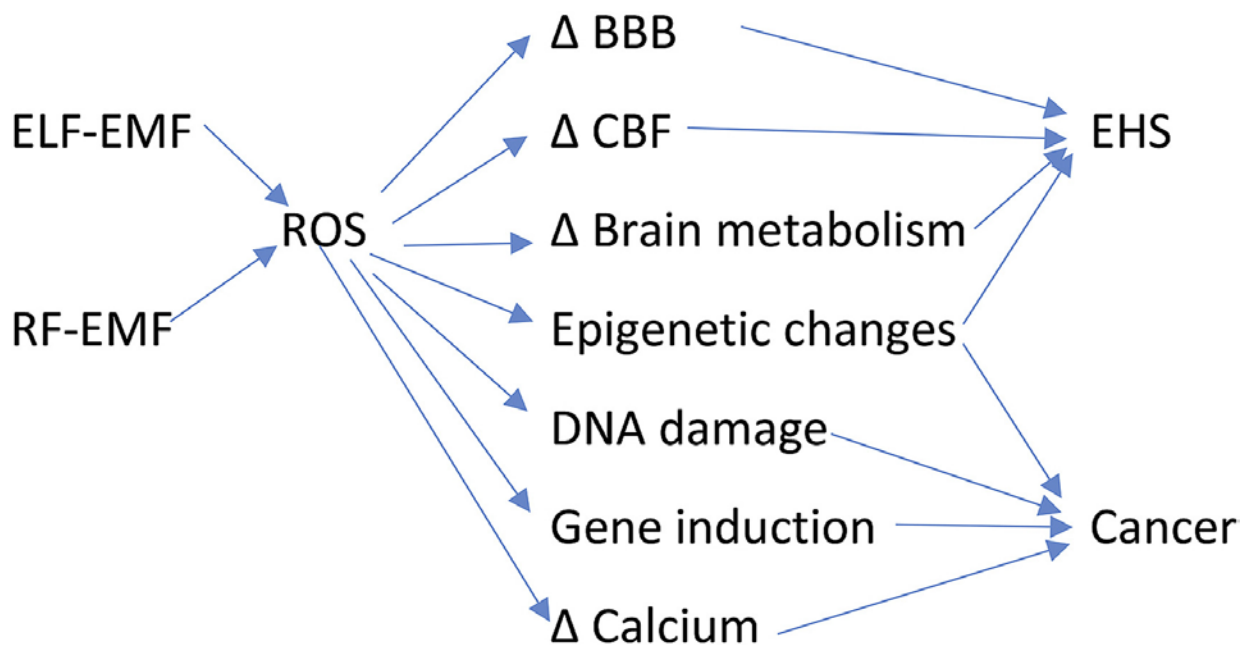 Δ BBB
ELF-EMF
Δ CBF
EHS
ROS
Δ Brain metabolism
RF-EMF
Epigenetic changes
DNA damage
Gene induction
Cancer
Δ Calcium